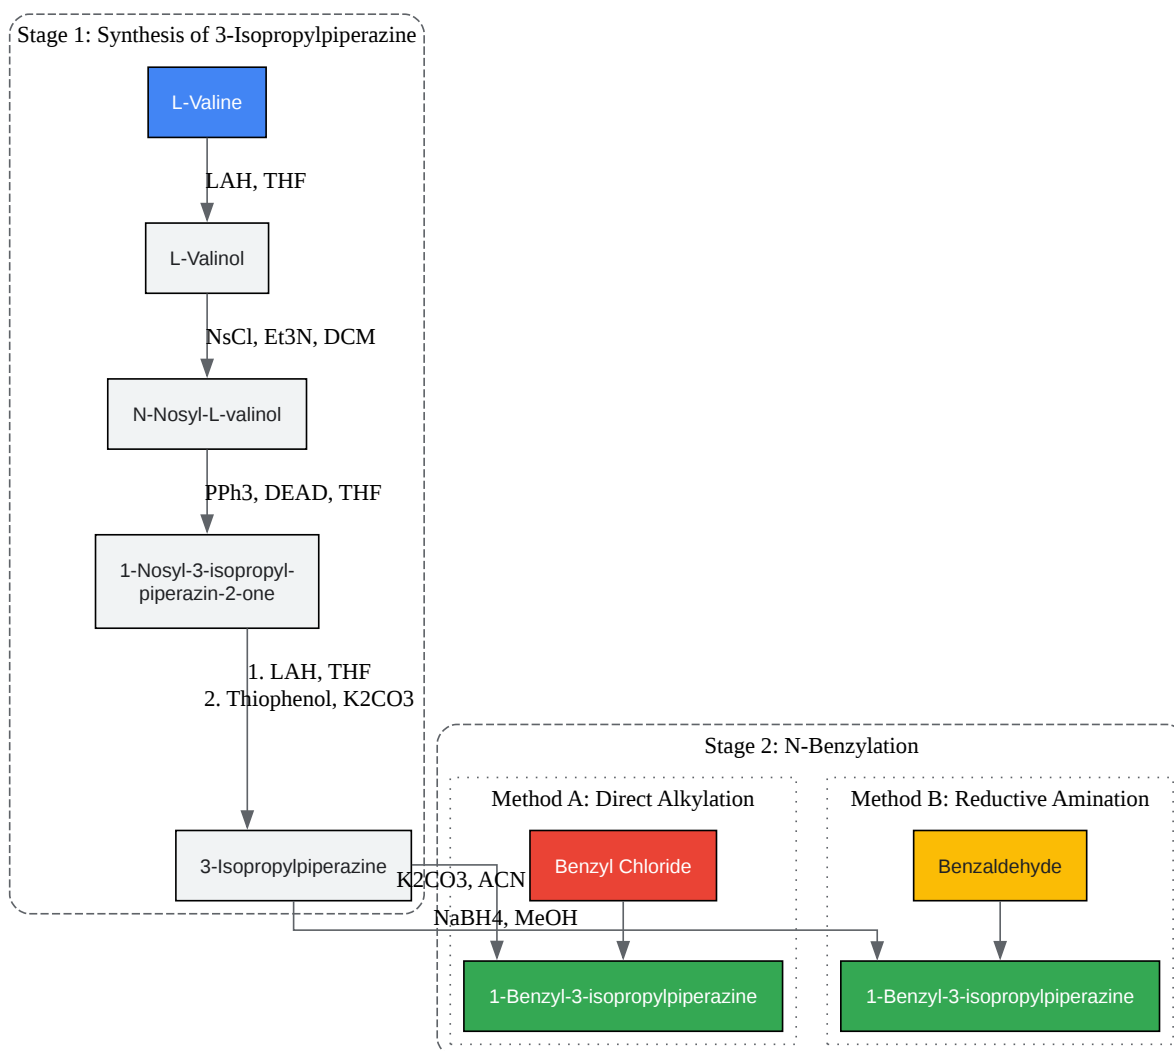 Stage 1: Synthesis of 3-Isopropylpiperazine
L-Valine
LAH, THF
L-Valinol
NsCl, Et3N, DCM
N-Nosyl-L-valinol
PPh3, DEAD, THF
1-Nosyl-3-isopropyl-
piperazin-2-one
1. LAH, THF
2. Thiophenol, K2CO3
3-Isopropylpiperazine
Stage 2: N-Benzylation
Method A: Direct Alkylation
Benzyl Chloride
K2CO3, ACN
1-Benzyl-3-isopropylpiperazine
Method B: Reductive Amination
Benzaldehyde
NaBH4, MeOH
1-Benzyl-3-isopropylpiperazine